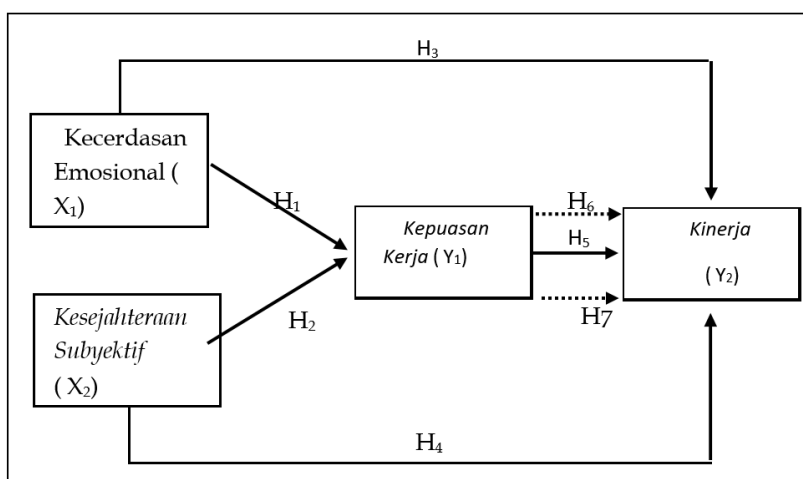 H₃
Kecerdasan
Emosional (
X₁)
H₁
H₆
Kepuasan
Kerja ( Y₁)
H₅
Kinerja
( Y₂)
Kesejahteraan
Subyektif
( X₂)
H₂
H7
H₄